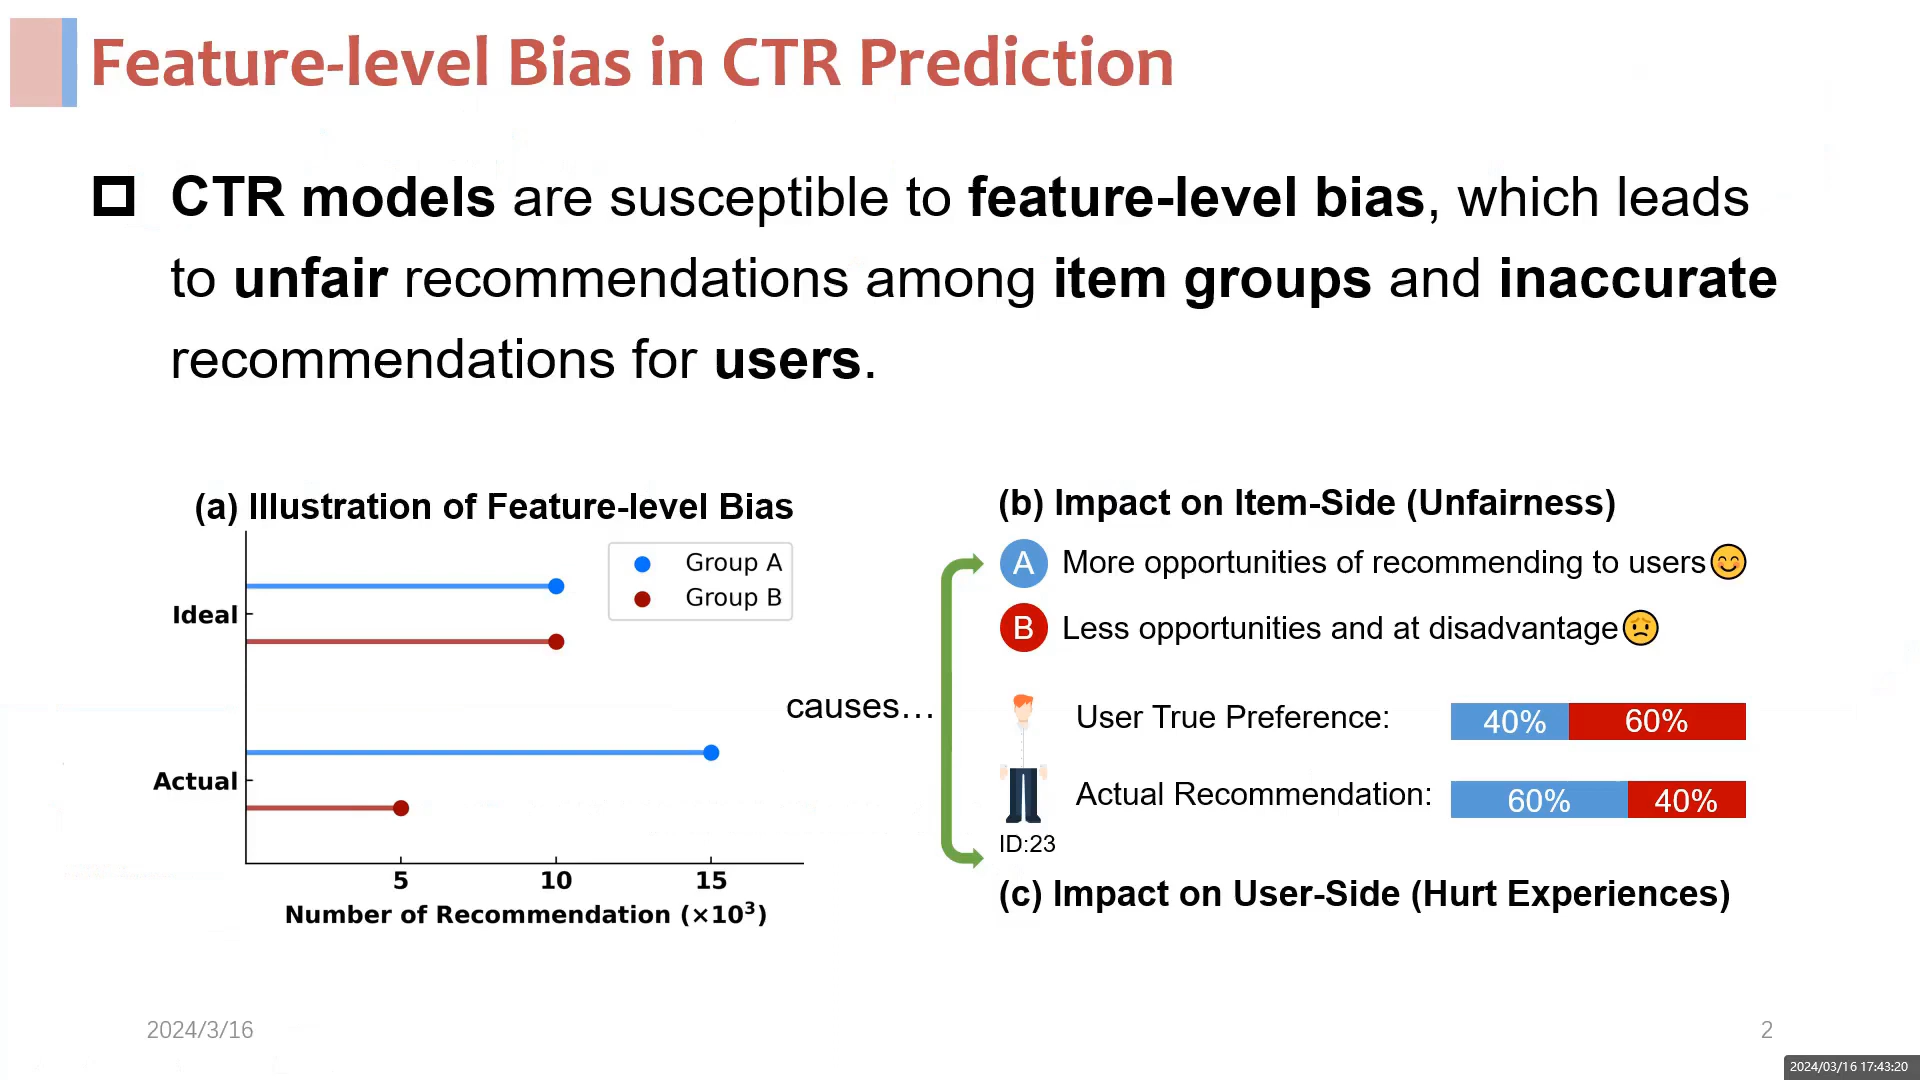 Feature-level Bias in CTR Prediction
CTR models are susceptible to feature-level bias, which leads
to unfair recommendations among item groups and inaccurate
recommendations for users.
(a) Illustration of Feature-level Bias
Group A
Group B
Ideal
Actual
5 10 15
Number of Recommendation (×10³)
causes…
(b) Impact on Item-Side (Unfairness)
A More opportunities of recommending to users
B Less opportunities and at disadvantage
User True Preference: 40% 60%
Actual Recommendation: 60% 40%
ID:23
(c) Impact on User-Side (Hurt Experiences)
2024/3/16
2
2024/03/16 17:43:20